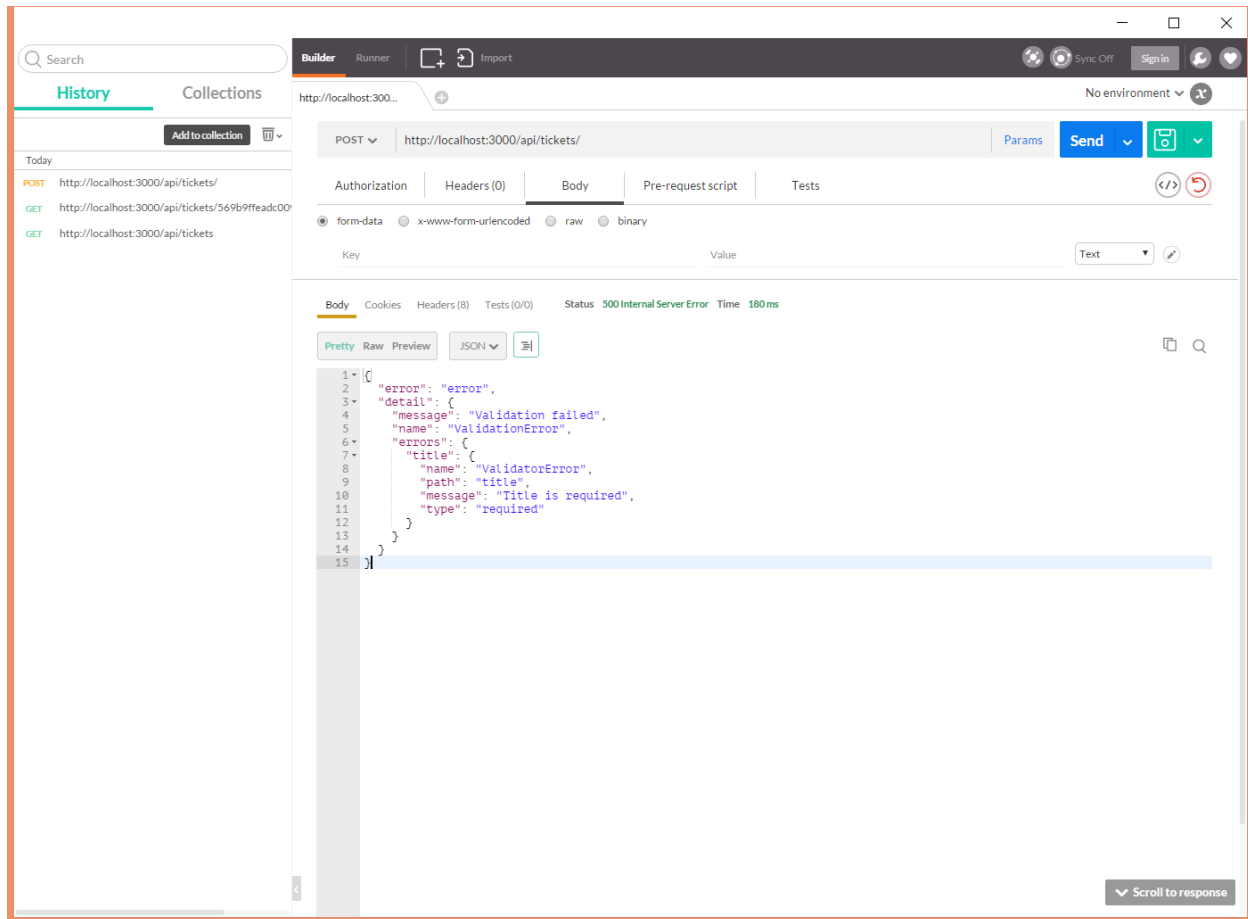 Search
Builder Runner Import Sync Off Sign in
History Collections
http://localhost:300... No environment
Add to collection
POST http://localhost:3000/api/tickets/ Params Send
Today
POST http://localhost:3000/api/tickets/
GET http://localhost:3000/api/tickets/569b9ffeadc00
GET http://localhost:3000/api/tickets
Authorization Headers (0) Body Pre-request script Tests
form-data x-www-form-urlencoded raw binary
Key Value Text
Body Cookies Headers (8) Tests (0/0) Status 500 Internal Server Error Time 180 ms
Pretty Raw Preview JSON
1 {
2 "error": "error",
3 "detail": {
4 "message": "Validation failed",
5 "name": "ValidationError",
6 "errors": {
7 "title": {
8 "name": "ValidatorError",
9 "path": "title",
10 "message": "Title is required",
11 "type": "required"
12 }
13 }
14 }
15 }
Scroll to response